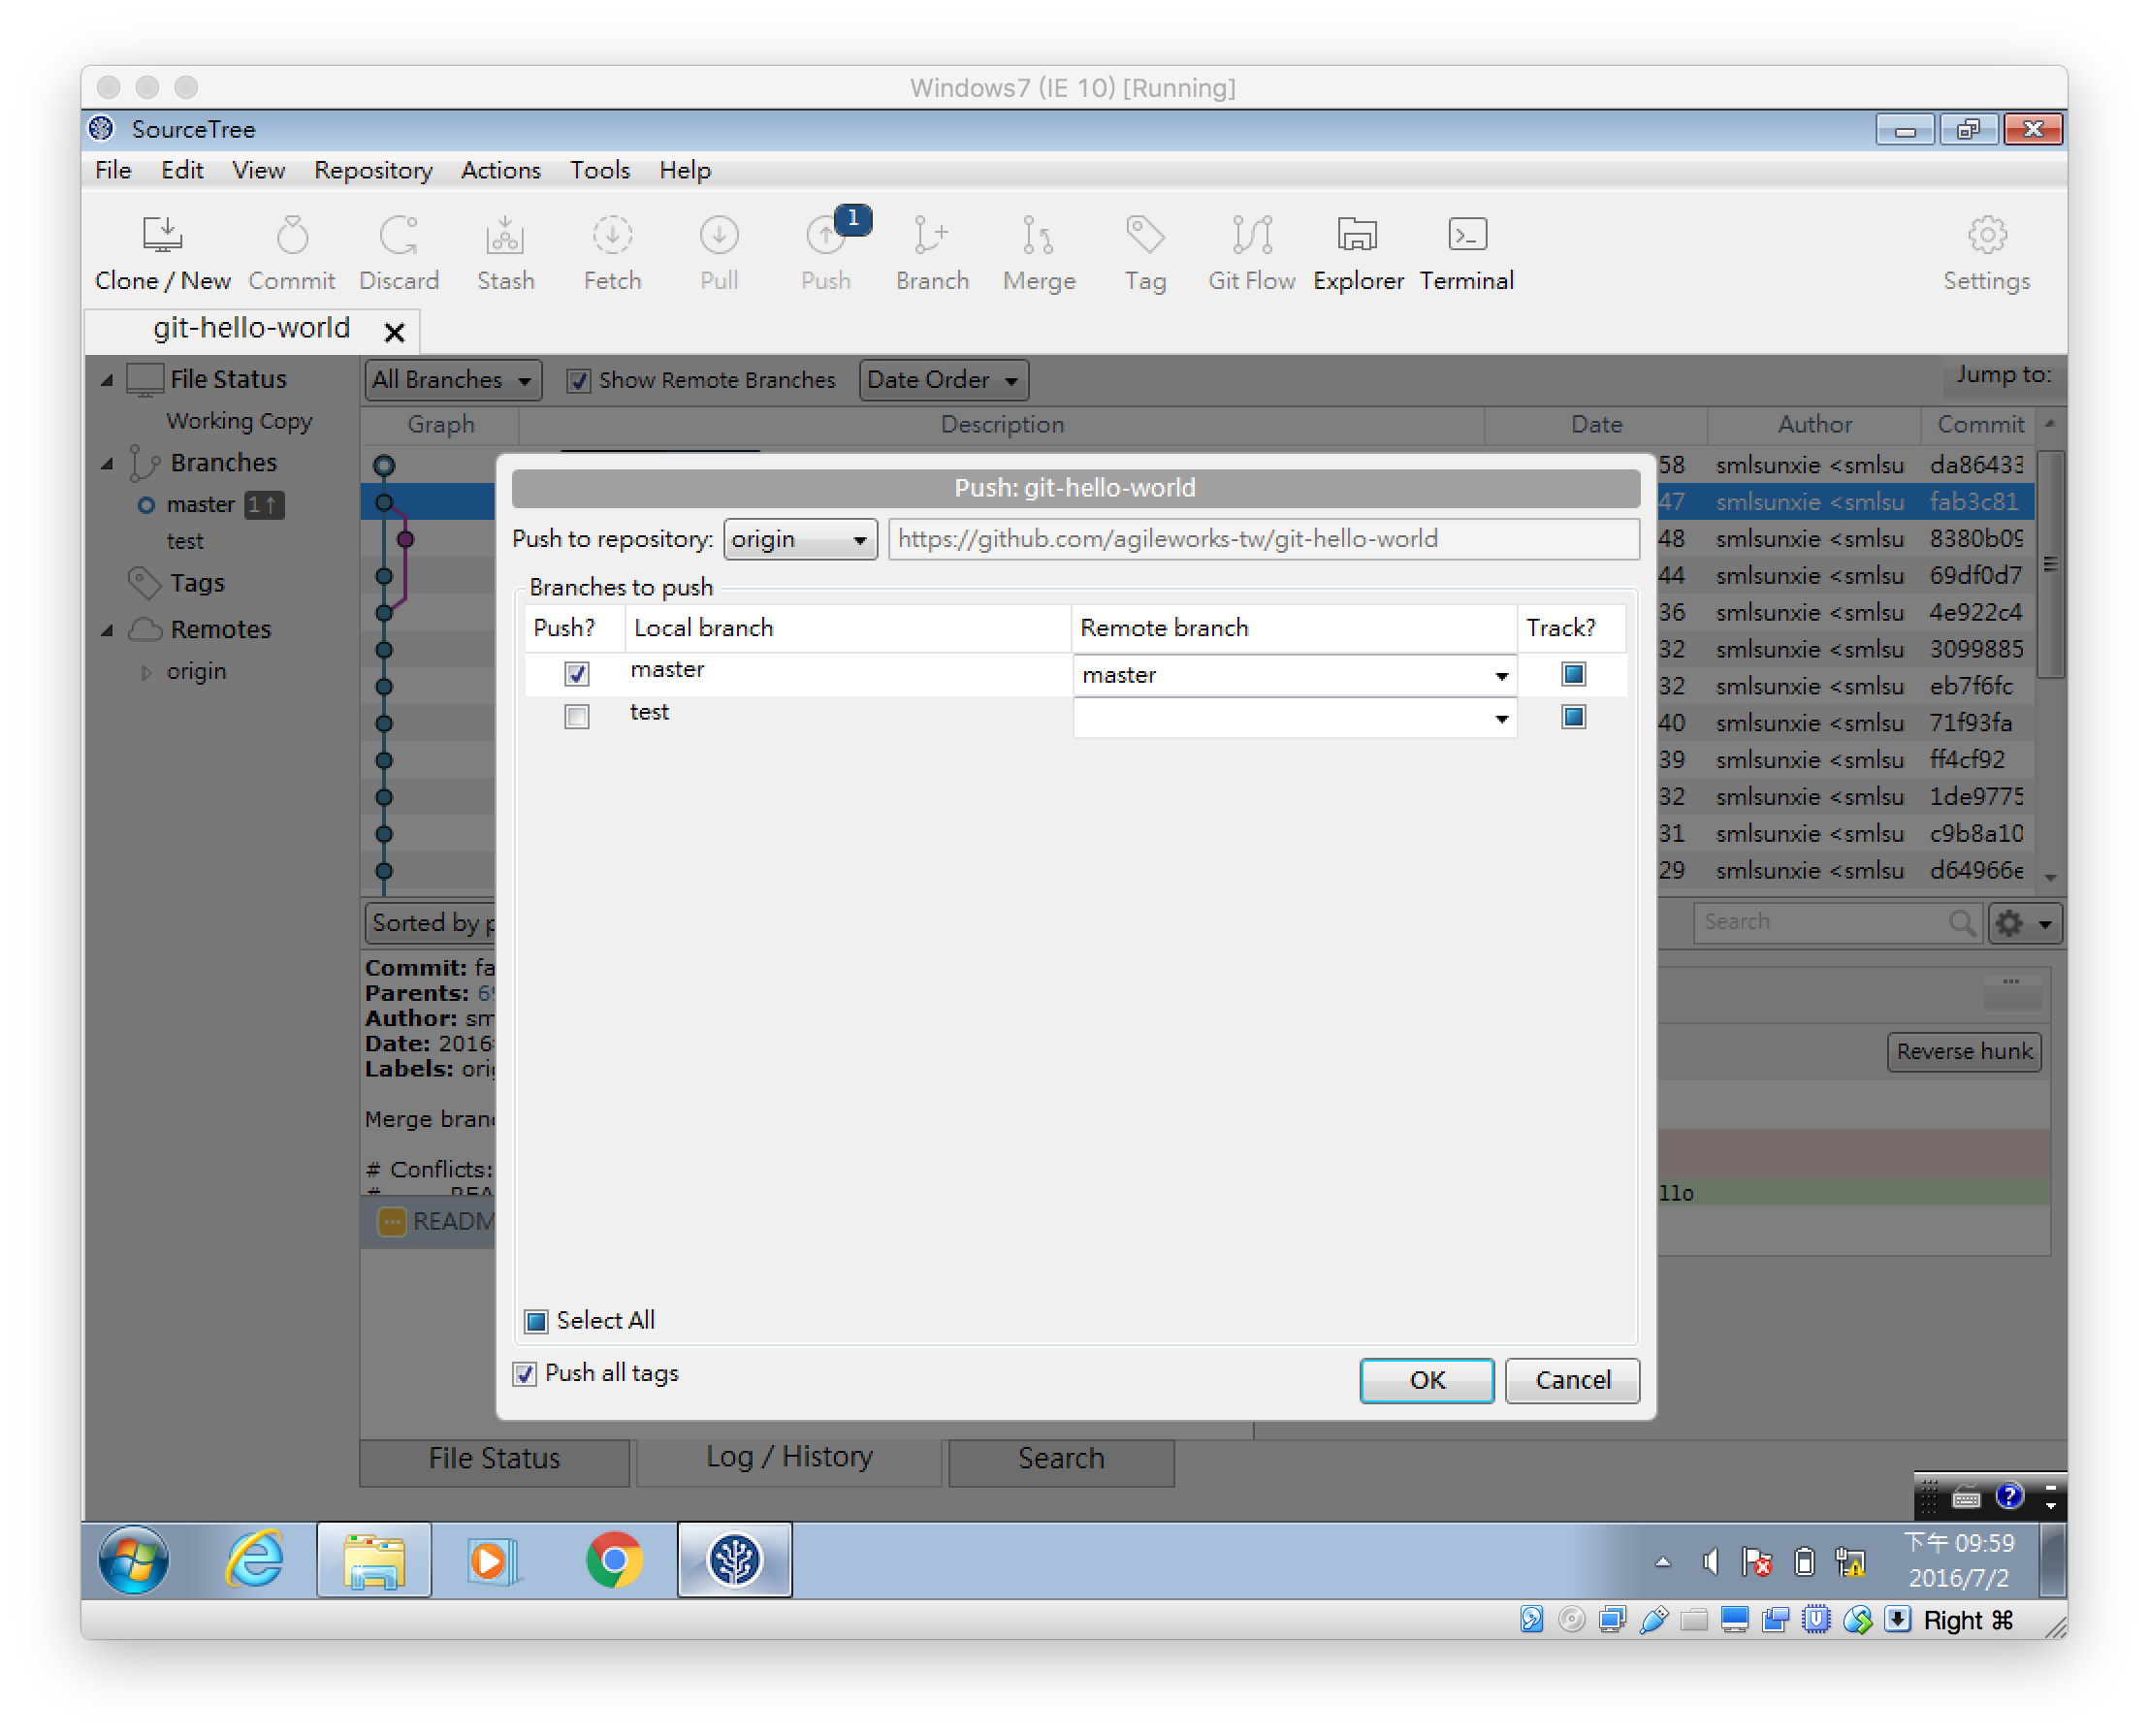 Windows7 (IE 10) [Running]
SourceTree
File Edit View Repository Actions Tools Help
1
Clone / New Commit Discard Stash Fetch Pull Push Branch Merge Tag Git Flow Explorer Terminal Settings
git-hello-world
File Status
Working Copy
Branches
master 1↑
test
Tags
Remotes
origin
All Branches Show Remote Branches Date Order Jump to:
Graph Description Date Author Commit
58 smlsunxie <smlsu da86433
47 smlsunxie <smlsu fab3c81
48 smlsunxie <smlsu 8380b09
44 smlsunxie <smlsu 69df0d7
36 smlsunxie <smlsu 4e922c4
32 smlsunxie <smlsu 3099885
32 smlsunxie <smlsu eb7f6fc
40 smlsunxie <smlsu 71f93fa
39 smlsunxie <smlsu ff4cf92
32 smlsunxie <smlsu 1de9775
31 smlsunxie <smlsu c9b8a10
29 smlsunxie <smlsu d64966e
Push: git-hello-world
Push to repository: origin https://github.com/agileworks-tw/git-hello-world
Branches to push
Push? Local branch Remote branch Track?
master master
test
Select All
Push all tags
OK Cancel
Sorted by p
Search
Commit: fa
Parents: 69
Author: sm
Date: 2016
Labels: orig
Merge bran
# Conflicts:
# REA
READM
...
Reverse hunk
llo
File Status Log / History Search
下午 09:59
2016/7/2
Right ⌘